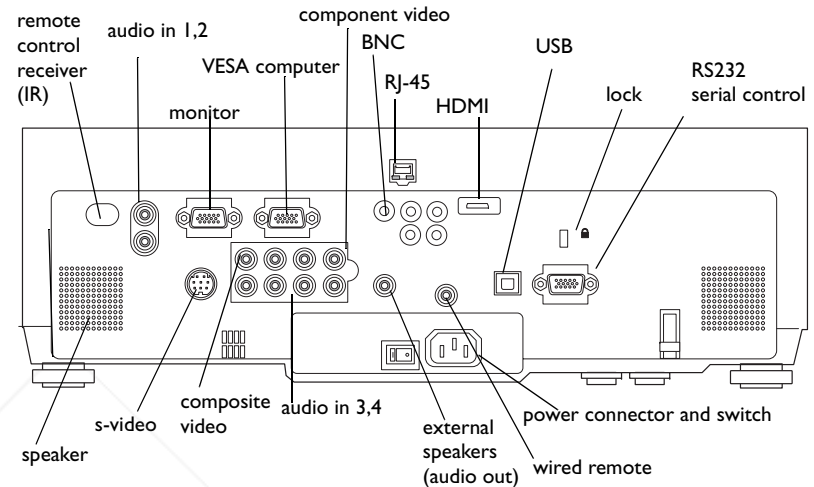 remote
control
receiver
(IR)
audio in 1,2
component video
VESA computer
monitor
BNC
RJ-45
HDMI
USB
lock
RS232
serial control
speaker
s-video
composite
video
audio in 3,4
external
speakers
(audio out)
wired remote
power connector and switch